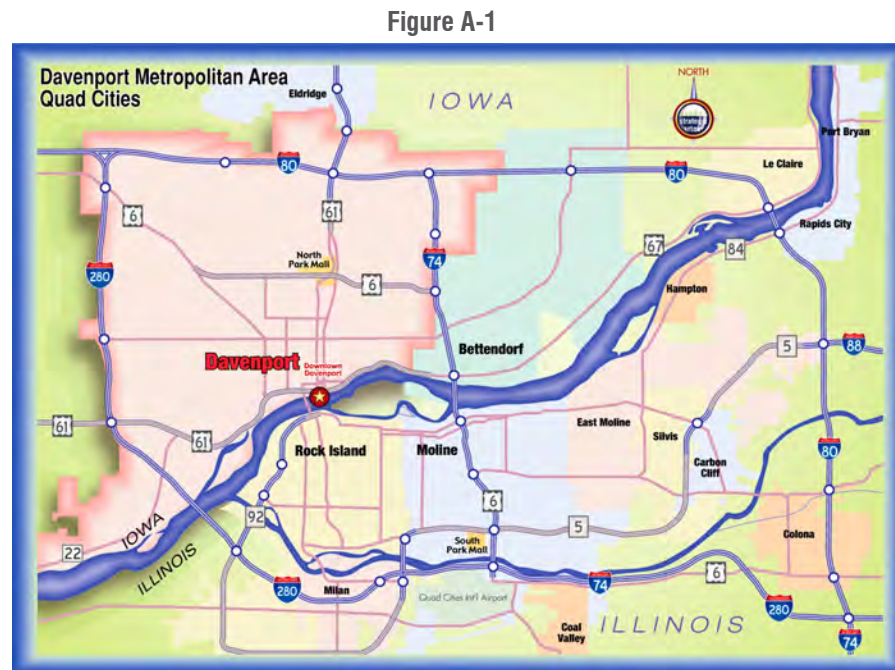 Figure A-1
Davenport Metropolitan Area
Quad Cities
Eldridge
IOWA
NORTH
Port Bryan
Le Claire
80
80
6
61
67
84
Rapids City
North
Park Mall
280
74
6
Hampton
5
88
Davenport
Downtown
Davenport
Bettendorf
61
61
Rock Island
Moline
East Moline
Silvis
Carbon
Cliff
80
6
92
5
Colona
IOWA
ILLINOIS
22
South
Park Mall
Milan
280
Quad Cities Int'l Airport
74
6
280
Coal
Valley
ILLINOIS
74